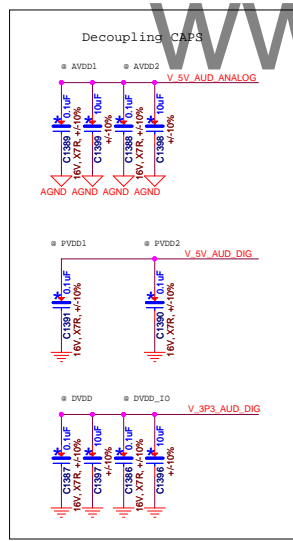 WW
Decoupling CAPS
@ AVDD1 @ AVDD2
V_5V_AUD_ANALOG
* 0.1uF * 10uF * 0.1uF * 10uF
C1389 C1399 C1388 C1398
16V, X7R, +/-10% +/-10% 16V, X7R, +/-10% +/-10%
AGND AGND AGND AGND
@ PVDD1 @ PVDD2
V_5V_AUD_DIG
* 0.1uF * 0.1uF
C1391 C1390
16V, X7R, +/-10% 16V, X7R, +/-10%
@ DVDD @ DVDD_IO
V_3P3_AUD_DIG
* 0.1uF * 10uF * 0.1uF * 10uF
C1387 C1397 C1386 C1396
16V, X7R, +/-10% +/-10% 16V, X7R, +/-10% +/-10%